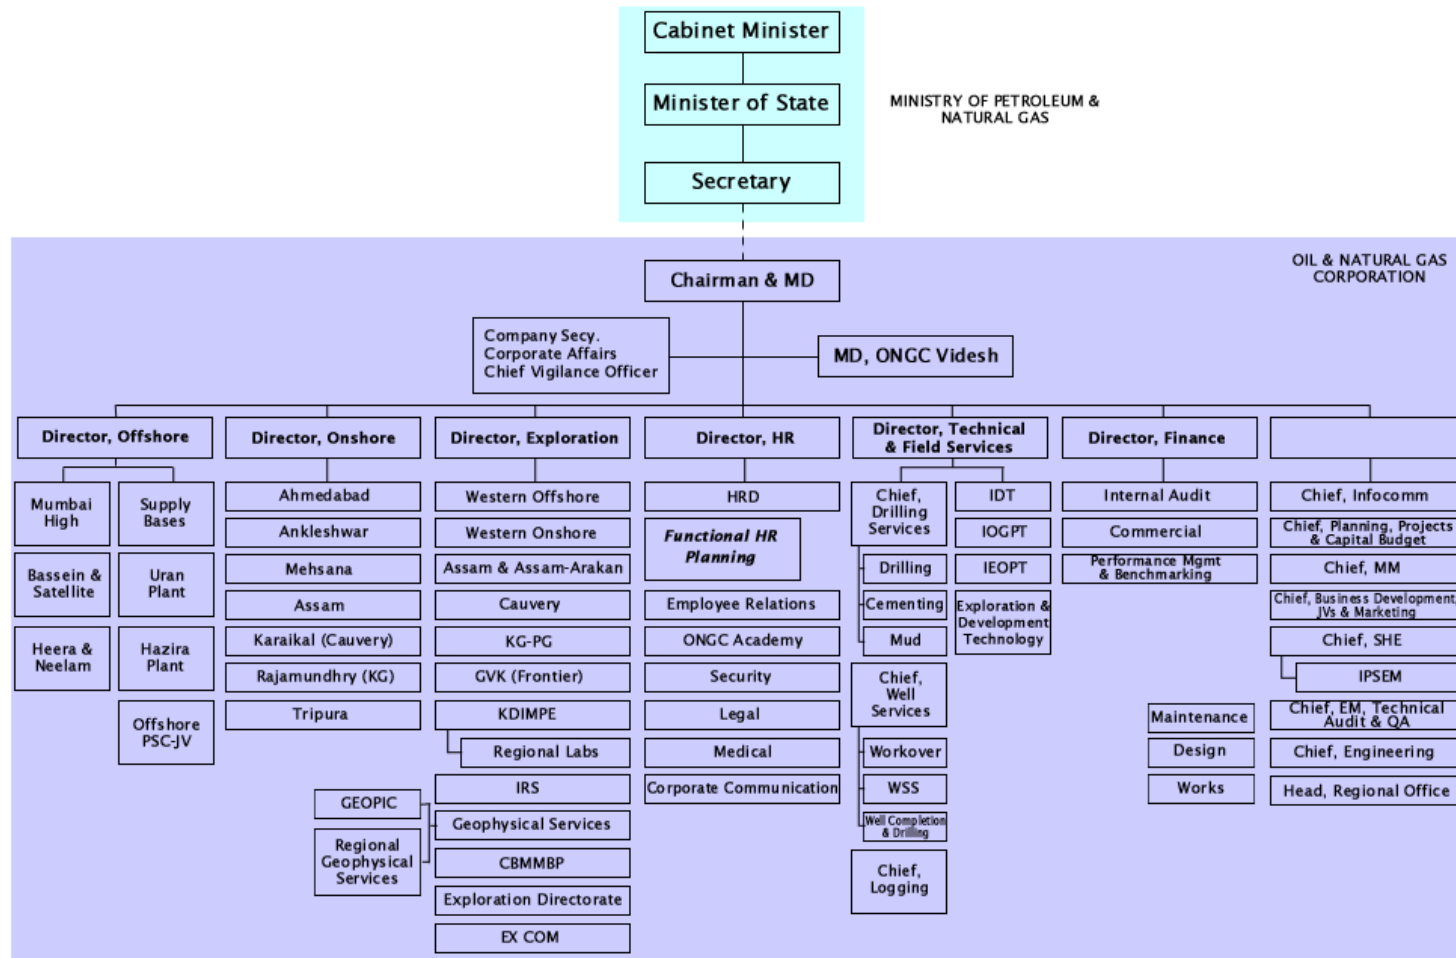 Cabinet Minister
Minister of State
MINISTRY OF PETROLEUM &
NATURAL GAS
Secretary
OIL & NATURAL GAS
CORPORATION
Chairman & MD
Company Secy.
Corporate Affairs
Chief Vigilance Officer
MD, ONGC Videsh
Director, Offshore
Mumbai
High
Bassein &
Satellite
Heera &
Neelam
Supply
Bases
Uran
Plant
Hazira
Plant
Offshore
PSC-JV
Director, Onshore
Ahmedabad
Ankleshwar
Mehsana
Assam
Karaikal (Cauvery)
Rajamundhry (KG)
Tripura
Director, Exploration
Western Offshore
Western Onshore
Assam & Assam-Arakan
Cauvery
KG-PG
GVK (Frontier)
KDIMPE
Regional Labs
IRS
Geophysical Services
GEOPIC
Regional
Geophysical
Services
CBMMBP
Exploration Directorate
EX COM
Director, HR
HRD
Functional HR
Planning
Employee Relations
ONGC Academy
Security
Legal
Medical
Corporate Communication
Director, Technical
& Field Services
Chief,
Drilling
Services
Drilling
Cementing
Mud
Chief,
Well
Services
Workover
WSS
Well Completion
& Drilling
Chief,
Logging
IDT
IOGPT
IEOPT
Exploration &
Development
Technology
Director, Finance
Internal Audit
Commercial
Performance Mgmt
& Benchmarking
Chief, Infocomm
Chief, Planning, Projects
& Capital Budget
Chief, MM
Chief, Business Development,
JVs & Marketing
Chief, SHE
IPSEM
Chief, EM, Technical
Audit & QA
Chief, Engineering
Head, Regional Office
Maintenance
Design
Works